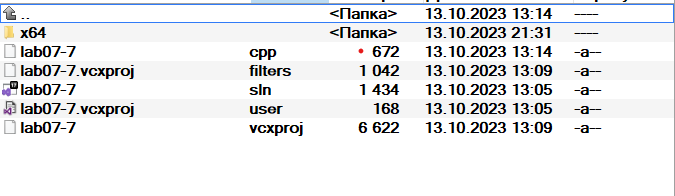 .. <Папка> 13.10.2023 13:14 ----
x64 <Папка> 13.10.2023 21:31 ----
lab07-7 cpp 672 13.10.2023 13:14 -a--
lab07-7.vcxproj filters 1 042 13.10.2023 13:09 -a--
lab07-7 sln 1 434 13.10.2023 13:05 -a--
lab07-7.vcxproj user 168 13.10.2023 13:05 -a--
lab07-7 vcxproj 6 622 13.10.2023 13:09 -a--